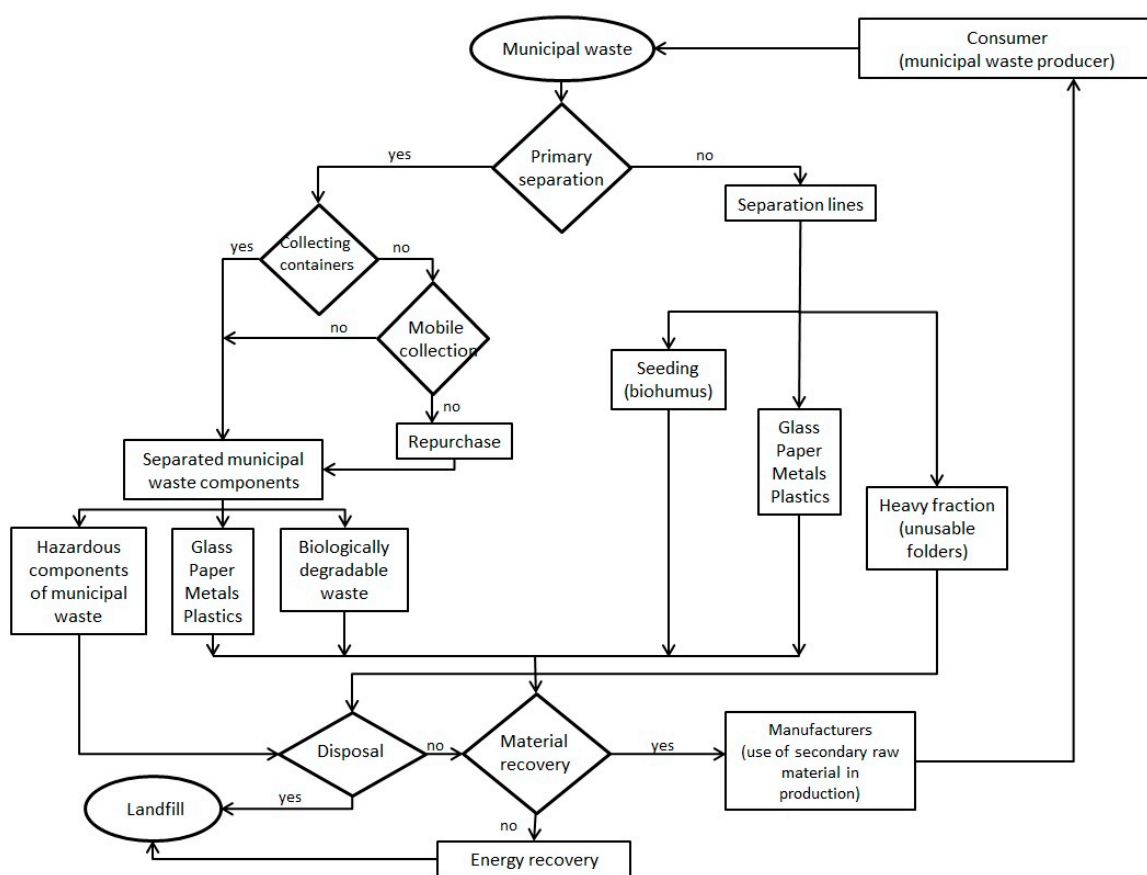 Municipal waste
Consumer
(municipal waste producer)
Primary
separation
yes
no
Separation lines
Collecting
containers
yes
no
Mobile
collection
no
no
Repurchase
Seeding
(biohumus)
Glass
Paper
Metals
Plastics
Heavy fraction
(unusable
folders)
Separated municipal
waste components
Hazardous
components
of municipal
waste
Glass
Paper
Metals
Plastics
Biologically
degradable
waste
Disposal
no
Material
recovery
yes
Manufacturers
(use of secondary raw
material in
production)
Landfill
yes
no
Energy recovery